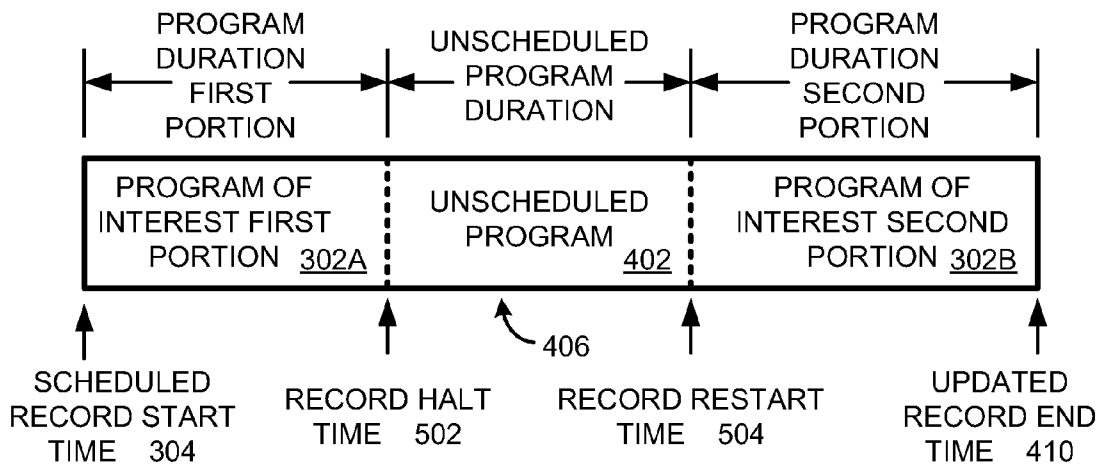 PROGRAM
DURATION
FIRST
PORTION
UNSCHEDULED
PROGRAM
DURATION
PROGRAM
DURATION
SECOND
PORTION
PROGRAM OF
INTEREST FIRST
PORTION 302A
UNSCHEDULED
PROGRAM
402
PROGRAM OF
INTEREST SECOND
PORTION 302B
406
SCHEDULED
RECORD START
TIME 304
RECORD HALT
TIME 502
RECORD RESTART
TIME 504
UPDATED
RECORD END
TIME 410